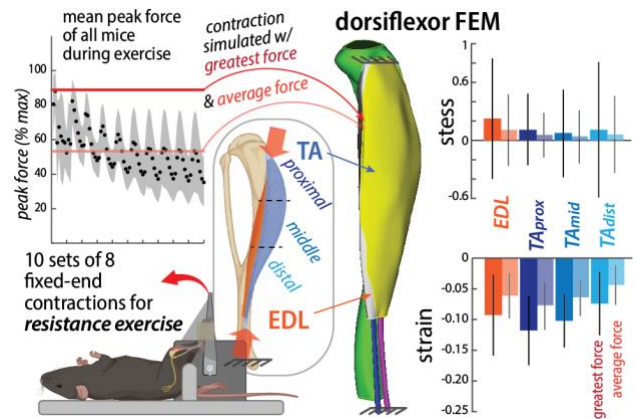 mean peak force
of all mice
during exercise
peak force (% max)
100
80
60
40
20
contraction
simulated w/
greatest force
& average force
dorsiflexor FEM
TA
proximal
middle
distal
EDL
10 sets of 8
fixed-end
contractions for
resistance exercise
stess
1
0.6
0
-0.6
EDL
TAprox
TAmid
TAdist
strain
0
-0.05
-0.10
-0.15
-0.20
-0.25
greatest force
average force